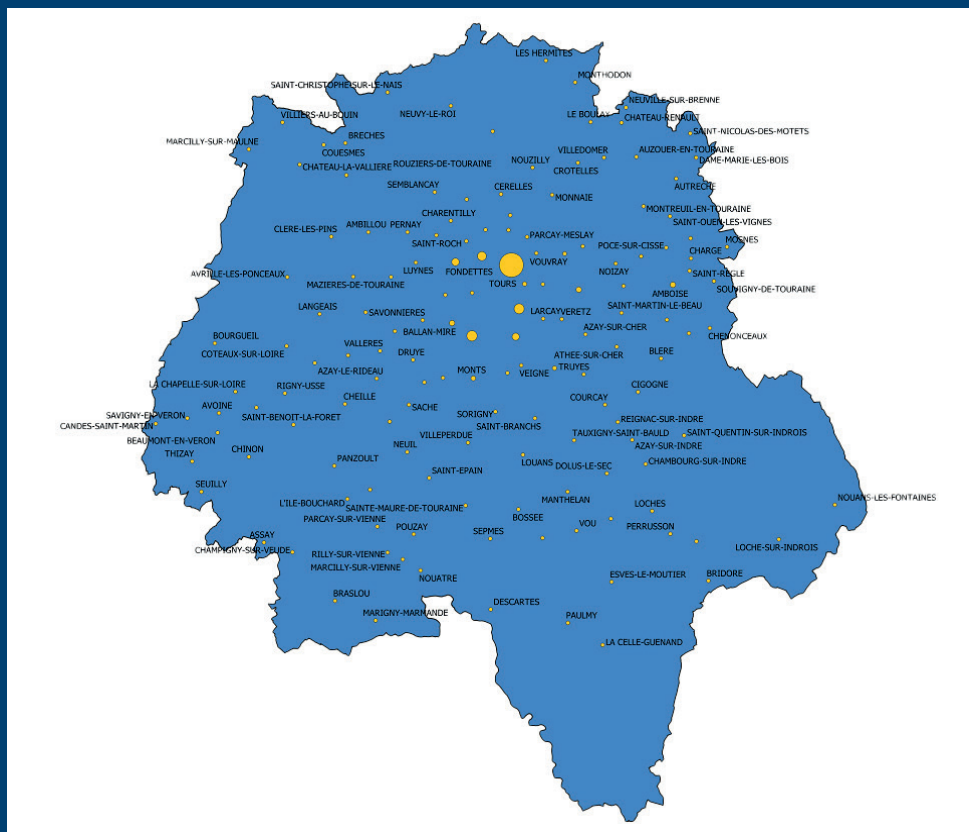 LES HERMITES
MONTHODON
SAINT-CHRISTOPHE-SUR-LE-NAIS
NEUVILLE-SUR-BRENNE
VILLIERS-AU-BOUIN
NEUVY-LE-ROI
LE BOULAY
CHATEAU-RENAULT
SAINT-NICOLAS-DES-MOTETS
MARCILLY-SUR-MAULNE
BRECHES
COUESMES
VILLEDOMER
AUZOUER-EN-TOURAINE
DAME-MARIE-LES-BOIS
CHATEAU-LA-VALLIERE
ROUZIERS-DE-TOURAINE
NOUZILLY
CROTELLES
SEMBLANCAY
CERELLES
MONNAIE
AUTRECHE
CHARENTILLY
MONTREUIL-EN-TOURAINE
SAINT-OUEN-LES-VIGNES
CLERE-LES-PINS
AMBILLOU
PERNAY
SAINT-ROCH
PARCAY-MESLAY
POCE-SUR-CISSE
MOSNES
CHARGE
AVRILLE-LES-PONCEAUX
MAZIERES-DE-TOURAINE
LUYNES
FONDETTES
VOUVRAY
NOIZAY
SAINT-REGLE
TOURS
AMBOISE
SOUVIGNY-DE-TOURAINE
LANGEAIS
SAVONNIERES
LARCAY
VERETZ
SAINT-MARTIN-LE-BEAU
BOURGUEIL
BALLAN-MIRE
AZAY-SUR-CHER
CHENONCEAUX
COTEAUX-SUR-LOIRE
VALLERES
DRUYE
ATHEE-SUR-CHER
BLERE
LA CHAPELLE-SUR-LOIRE
RIGNY-USSE
AZAY-LE-RIDEAU
MONTS
VEIGNE
TRUYES
CIGOGNE
SAVIGNY-EN-VERON
AVOINE
CHEILLE
SACHE
COURCAY
CANDES-SAINT-MARTIN
SAINT-BENOIT-LA-FORET
SORIGNY
SAINT-BRANCHS
REIGNAC-SUR-INDRE
BEAUMONT-EN-VERON
VILLEPERDUE
TAUXIGNY-SAINT-BAULD
SAINT-QUENTIN-SUR-INDROIS
THIZAY
CHINON
NEUIL
AZAY-SUR-INDRE
PANZOULT
LOUANS
DOLUS-LE-SEC
CHAMBOURG-SUR-INDRE
SEUILLY
SAINT-EPAIN
L'ILE-BOUCHARD
SAINTE-MAURE-DE-TOURAINE
MANTHELAN
LOCHES
NOUANS-LES-FONTAINES
PARCAY-SUR-VIENNE
BOSSEE
ASSAY
POUZAY
SEPMES
VOU
PERRUSSON
CHAMPIGNY-SUR-VEUDE
RILLY-SUR-VIENNE
LOCHE-SUR-INDROIS
MARCILLY-SUR-VIENNE
NOUATRE
ESVES-LE-MOUTIER
BRIDORE
BRASLOU
DESCARTES
MARIGNY-MARMANDE
PAULMY
LA CELLE-GUENAND